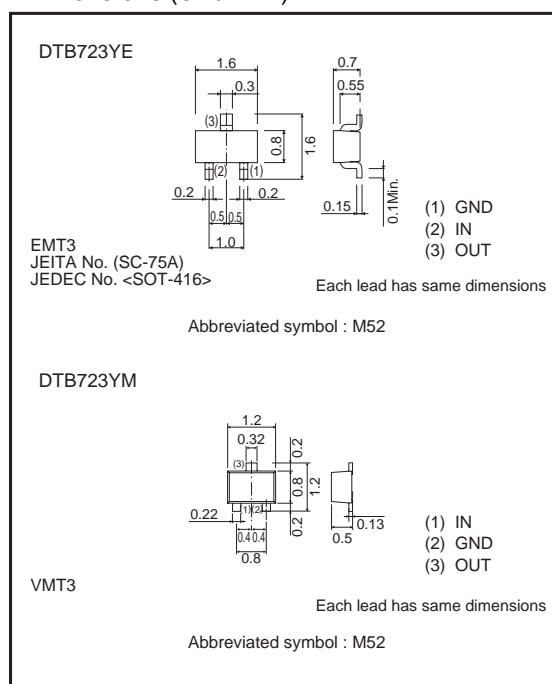 DTB723YE
1.6
0.3
0.7
0.55
(3)
0.8
1.6
(2)
(1)
0.2
0.2
0.5
0.5
1.0
0.15
0.1Min.
(1) GND
(2) IN
(3) OUT
EMT3
JEITA No. (SC-75A)
JEDEC No. <SOT-416>
Each lead has same dimensions
Abbreviated symbol : M52
DTB723YM
1.2
0.32
0.2
(3)
0.8
1.2
0.22
(1)(2)
0.4
0.4
0.2
0.8
0.5
0.13
(1) IN
(2) GND
(3) OUT
VMT3
Each lead has same dimensions
Abbreviated symbol : M52